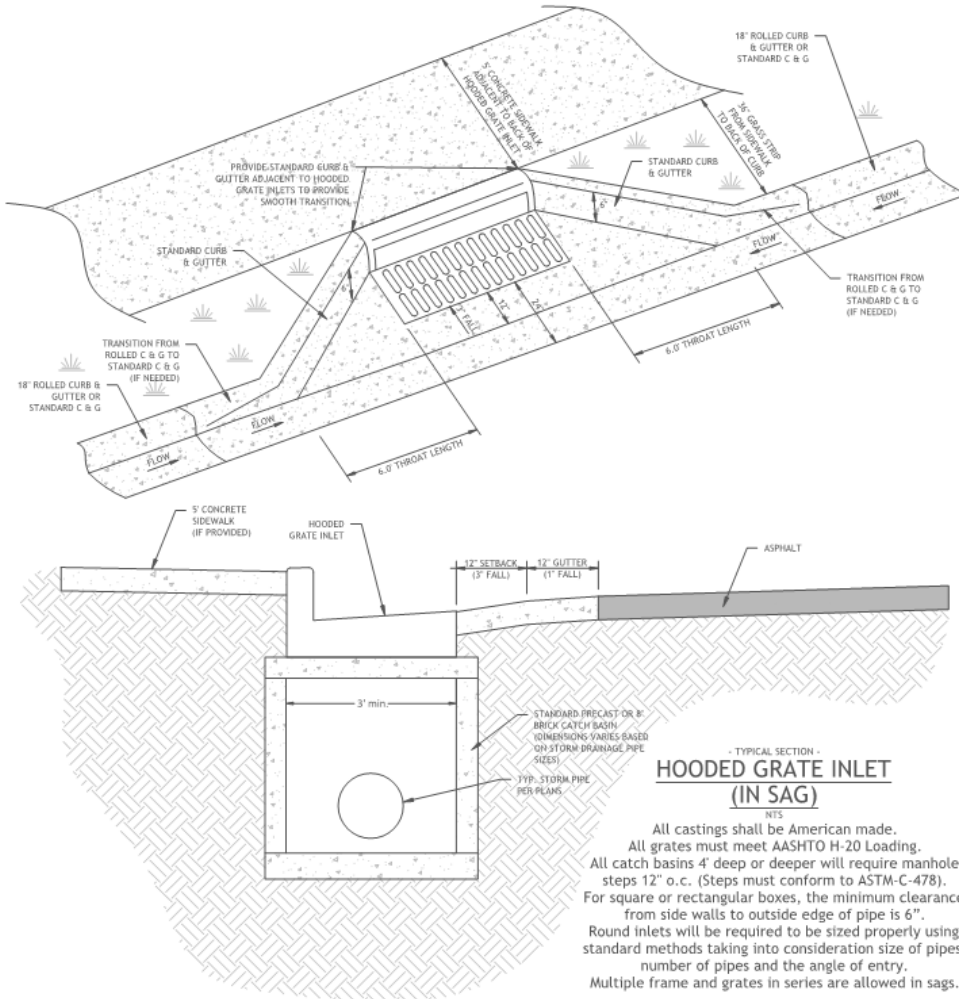 18" ROLLED CURB
& GUTTER OR
STANDARD C & G
5' CONCRETE SIDEWALK
ADJACENT TO BACK OF
HOODED GRATE INLET
36" GRASS STRIP
FROM SIDEWALK
TO BACK OF CURB
PROVIDE STANDARD CURB &
GUTTER ADJACENT TO HOODED
GRATE INLETS TO PROVIDE
SMOOTH TRANSITION
STANDARD CURB
& GUTTER
6"
FLOW
FLOW
STANDARD CURB
& GUTTER
6"
TRANSITION FROM
ROLLED C & G TO
STANDARD C & G
(IF NEEDED)
3" FALL
12"
24"
6.0' THROAT LENGTH
TRANSITION FROM
ROLLED C & G TO
STANDARD C & G
(IF NEEDED)
18" ROLLED CURB &
GUTTER OR
STANDARD C & G
FLOW
FLOW
6.0' THROAT LENGTH
5' CONCRETE
SIDEWALK
(IF PROVIDED)
HOODED
GRATE INLET
12" SETBACK
(3" FALL)
12" GUTTER
(1" FALL)
ASPHALT
3' min.
STANDARD PRECAST OR 8"
BRICK CATCH BASIN
(DIMENSIONS VARIES BASED
ON STORM DRAINAGE PIPE
SIZES)
TYP. STORM PIPE
PER PLANS
- TYPICAL SECTION -
HOODED GRATE INLET
(IN SAG)
NTS
All castings shall be American made.
All grates must meet AASHTO H-20 Loading.
All catch basins 4' deep or deeper will require manhole
steps 12" o.c. (Steps must conform to ASTM-C-478).
For square or rectangular boxes, the minimum clearance
from side walls to outside edge of pipe is 6”.
Round inlets will be required to be sized properly using
standard methods taking into consideration size of pipes
number of pipes and the angle of entry.
Multiple frame and grates in series are allowed in sags.